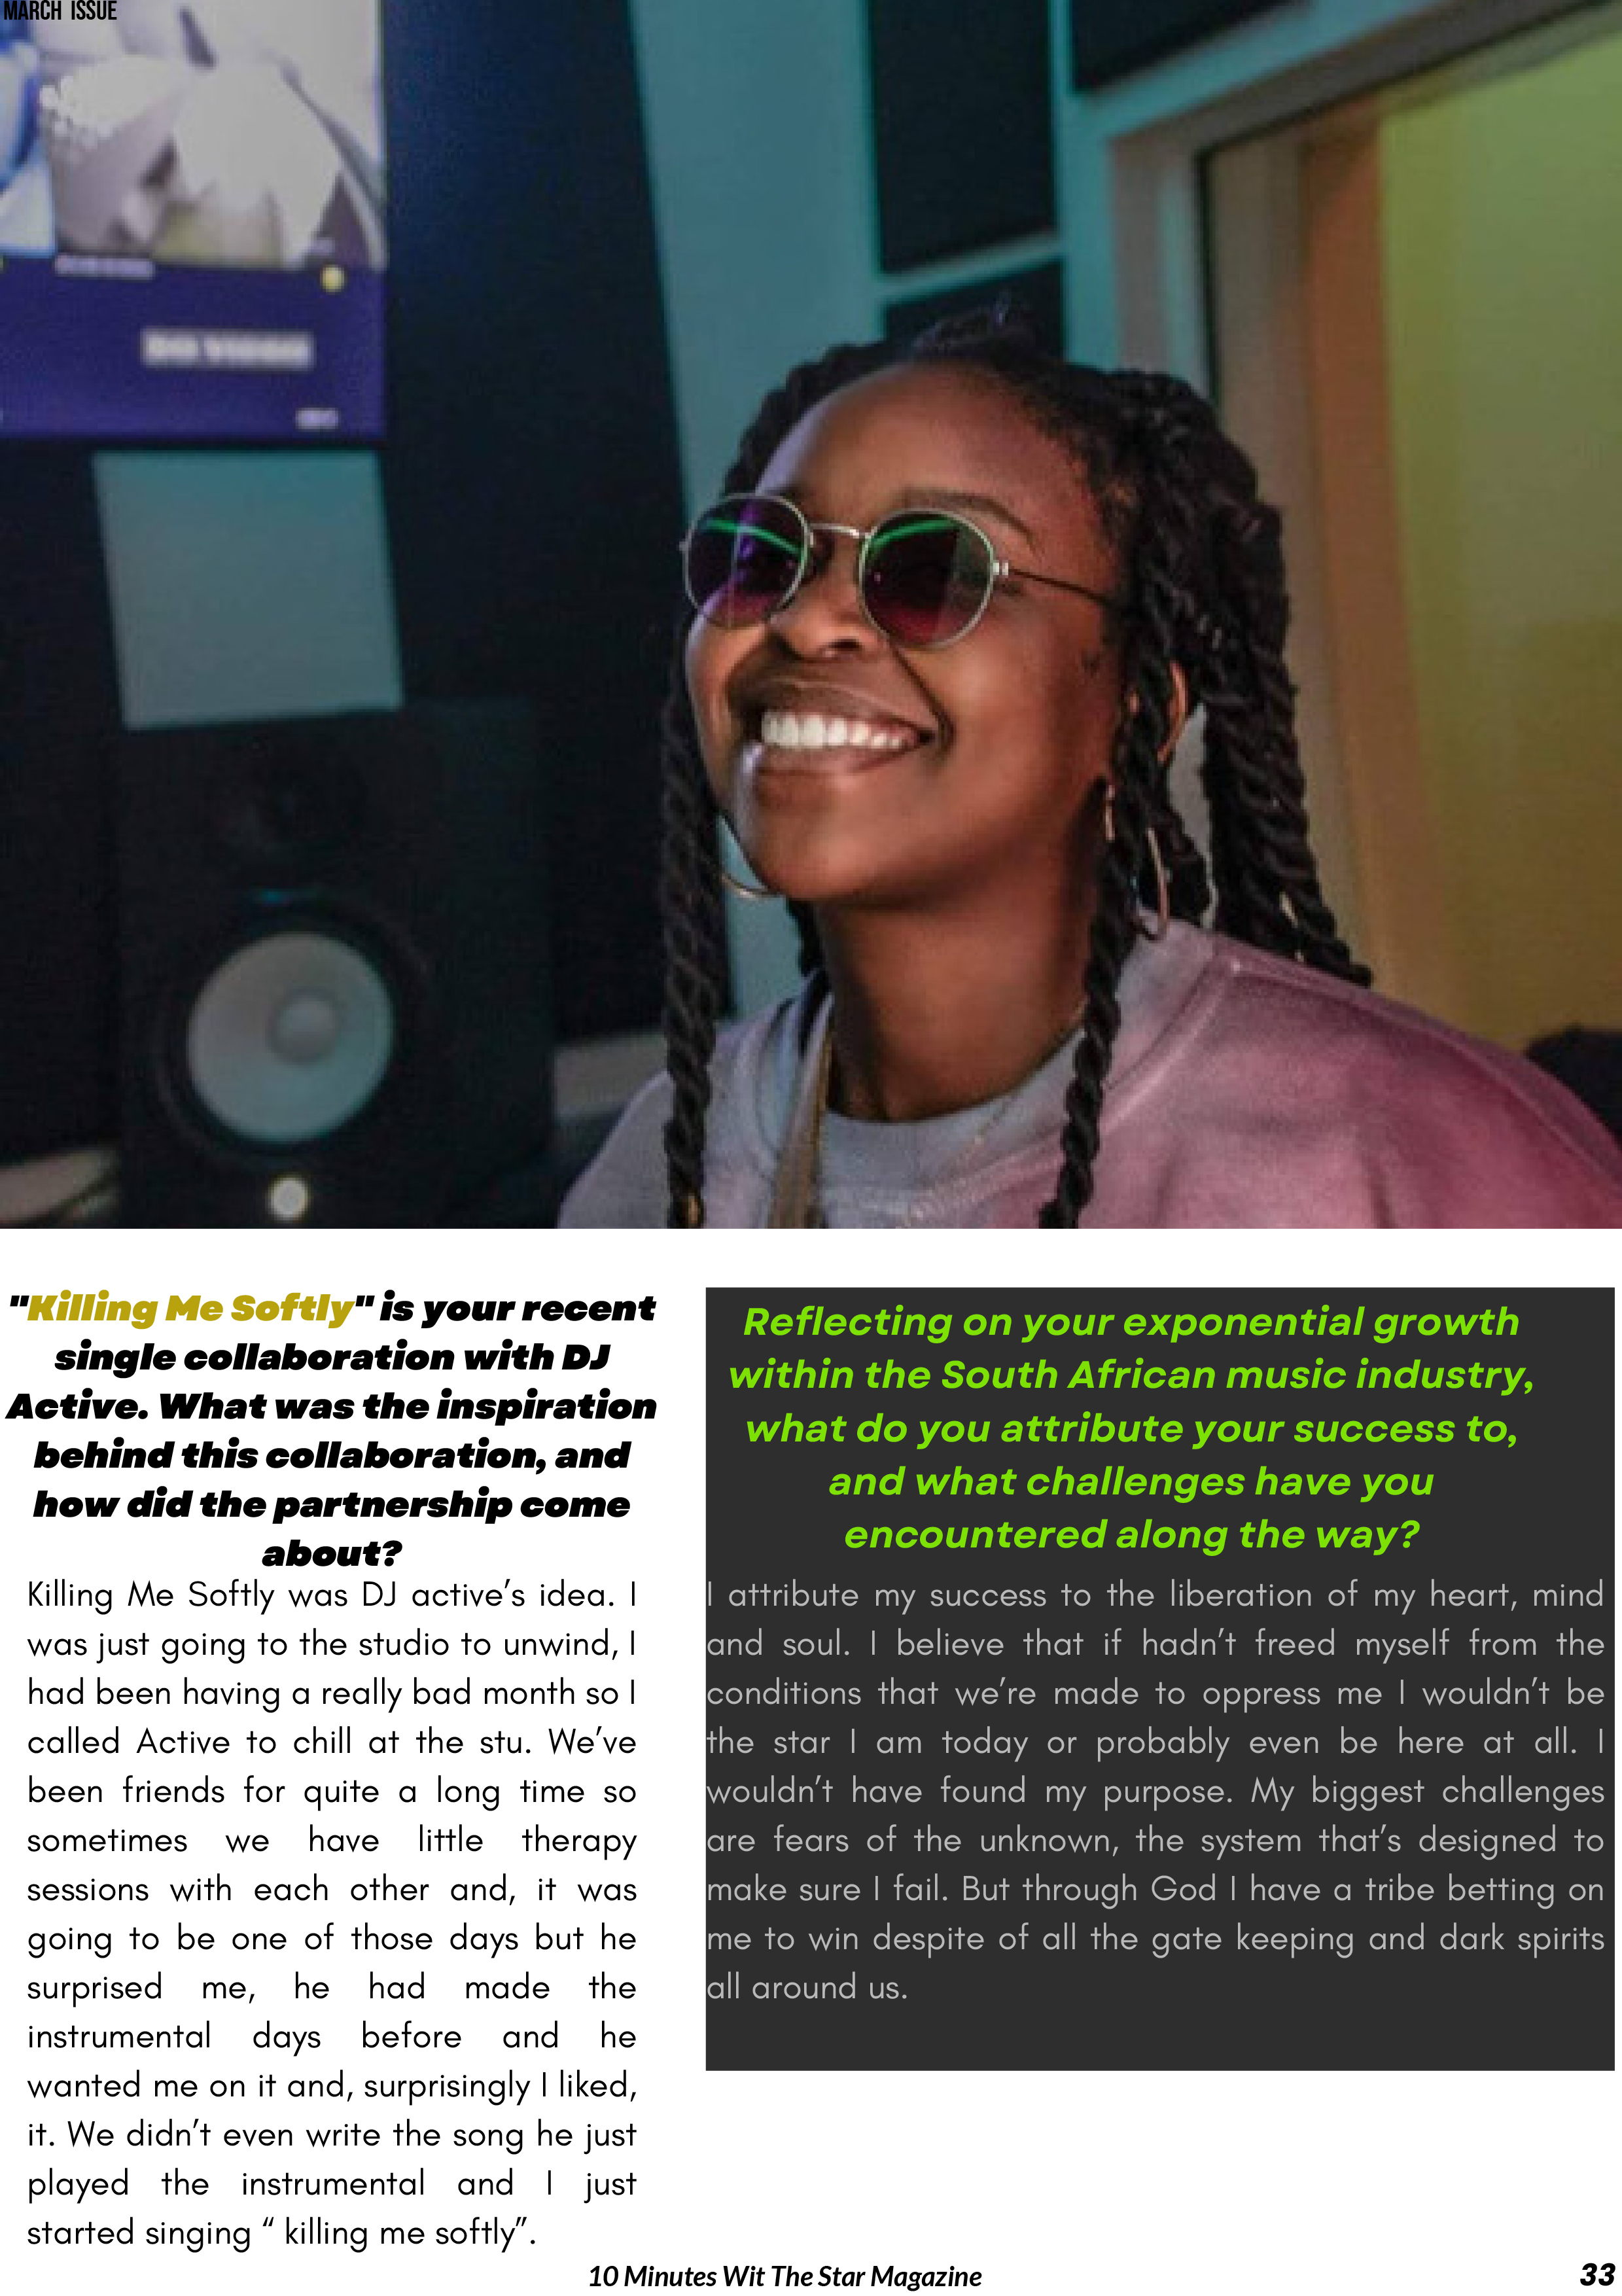 MARCH ISSUE
"Killing Me Softly" is your recent
single collaboration with DJ
Active. What was the inspiration
behind this collaboration, and
how did the partnership come
about?
Killing Me Softly was DJ active’s idea. I
was just going to the studio to unwind, I
had been having a really bad month so I
called Active to chill at the stu. We’ve
been friends for quite a long time so
sometimes we have little therapy
sessions with each other and, it was
going to be one of those days but he
surprised me, he had made the
instrumental days before and he
wanted me on it and, surprisingly I liked,
it. We didn’t even write the song he just
played the instrumental and I just
started singing “ killing me softly”.
Reflecting on your exponential growth
within the South African music industry,
what do you attribute your success to,
and what challenges have you
encountered along the way?
I attribute my success to the liberation of my heart, mind
and soul. I believe that if hadn’t freed myself from the
conditions that we’re made to oppress me I wouldn’t be
the star I am today or probably even be here at all. I
wouldn’t have found my purpose. My biggest challenges
are fears of the unknown, the system that’s designed to
make sure I fail. But through God I have a tribe betting on
me to win despite of all the gate keeping and dark spirits
all around us.
10 Minutes Wit The Star Magazine
33